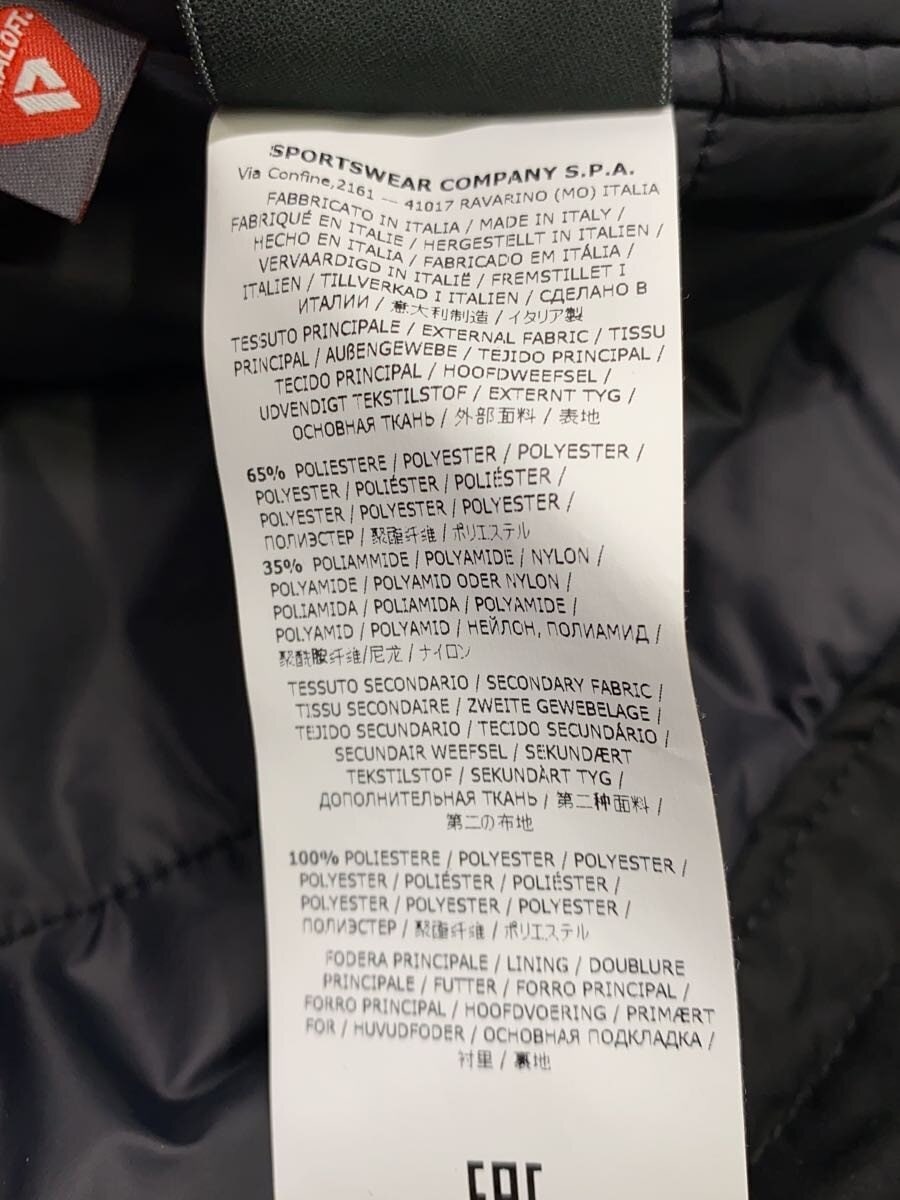 SPORTSWEAR COMPANY S.P.A.
Via Confine,2161 — 41017 RAVARINO (MO) ITALIA
FABBRICATO IN ITALIA / MADE IN ITALY /
FABRIQUÉ EN ITALIE / HERGESTELLT IN ITALIEN /
HECHO EN ITALIA / FABRICADO EM ITÁLIA /
VERVAARDIGD IN ITALIË / FREMSTILLET I
ITALIEN / TILLVERKAD I ITALIEN / СДЕЛАНО В
ИТАЛИИ / 意大利制造 / イタリア製
TESSUTO PRINCIPALE / EXTERNAL FABRIC / TISSU
PRINCIPAL / AUßENGEWEBE / TEJIDO PRINCIPAL /
TECIDO PRINCIPAL / HOOFDWEEFSEL /
UDVENDIGT TEKSTILSTOF / EXTERNT TYG /
ОСНОВНАЯ ТКАНЬ / 外部面料 / 表地
65% POLIESTERE / POLYESTER / POLYESTER /
POLYESTER / POLIÉSTER / POLIÉSTER /
POLYESTER / POLYESTER / POLYESTER /
ПОЛИЭСТЕР / 聚酯纤维 / ポリエステル
35% POLIAMMIDE / POLYAMIDE / NYLON /
POLYAMIDE / POLYAMID ODER NYLON /
POLIAMIDA / POLIAMIDA / POLYAMIDE /
POLYAMID / POLYAMID / НЕЙЛОН, ПОЛИАМИД /
聚酰胺纤维/尼龙 / ナイロン
TESSUTO SECONDARIO / SECONDARY FABRIC /
TISSU SECONDAIRE / ZWEITE GEWEBELAGE /
TEJIDO SECUNDARIO / TECIDO SECUNDÁRIO /
SECUNDAIR WEEFSEL / SEKUNDÆRT
TEKSTILSTOF / SEKUNDÄRT TYG /
ДОПОЛНИТЕЛЬНАЯ ТКАНЬ / 第二种面料 /
第二の布地
100% POLIESTERE / POLYESTER / POLYESTER /
POLYESTER / POLIÉSTER / POLIÉSTER /
POLYESTER / POLYESTER / POLYESTER /
ПОЛИЭСТЕР / 聚酯纤维 / ポリエステル
FODERA PRINCIPALE / LINING / DOUBLURE
PRINCIPALE / FUTTER / FORRO PRINCIPAL /
FORRO PRINCIPAL / HOOFDVOERING / PRIMÆRT
FOR / HUVUDFODER / ОСНОВНАЯ ПОДКЛАДКА /
衬里 / 裏地